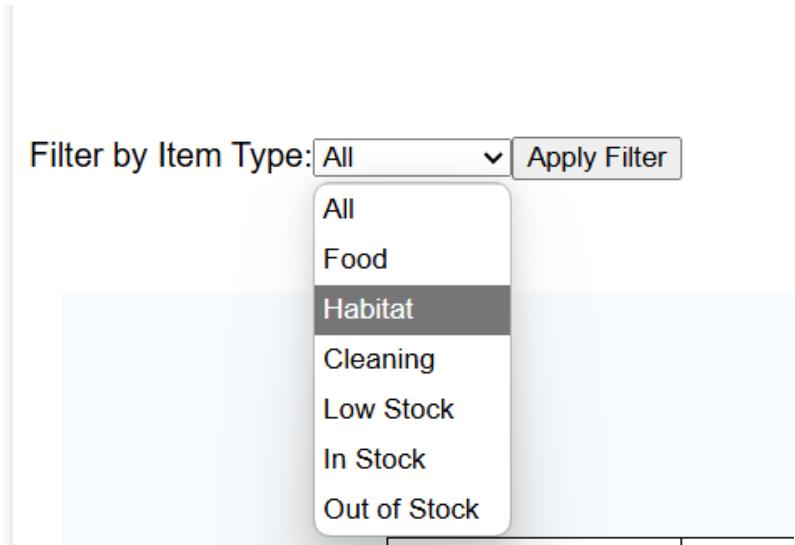 Filter by Item Type: All Apply Filter
All
Food
Habitat
Cleaning
Low Stock
In Stock
Out of Stock